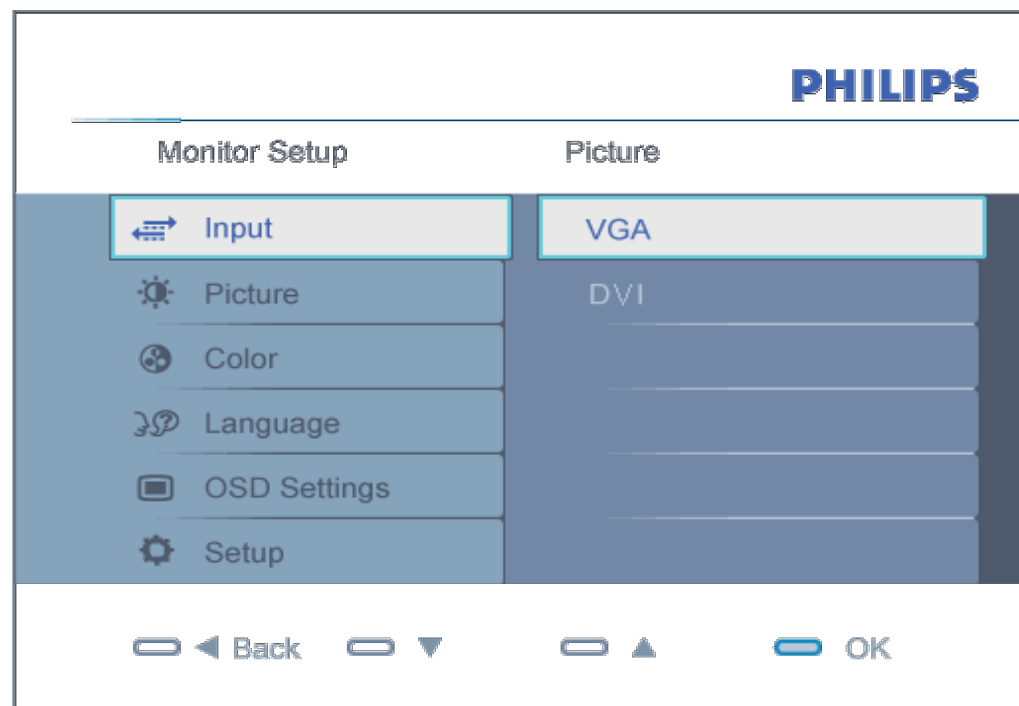 PHILIPS
Monitor Setup Picture
Input VGA
Picture DVI
Color
Language
OSD Settings
Setup
Back OK